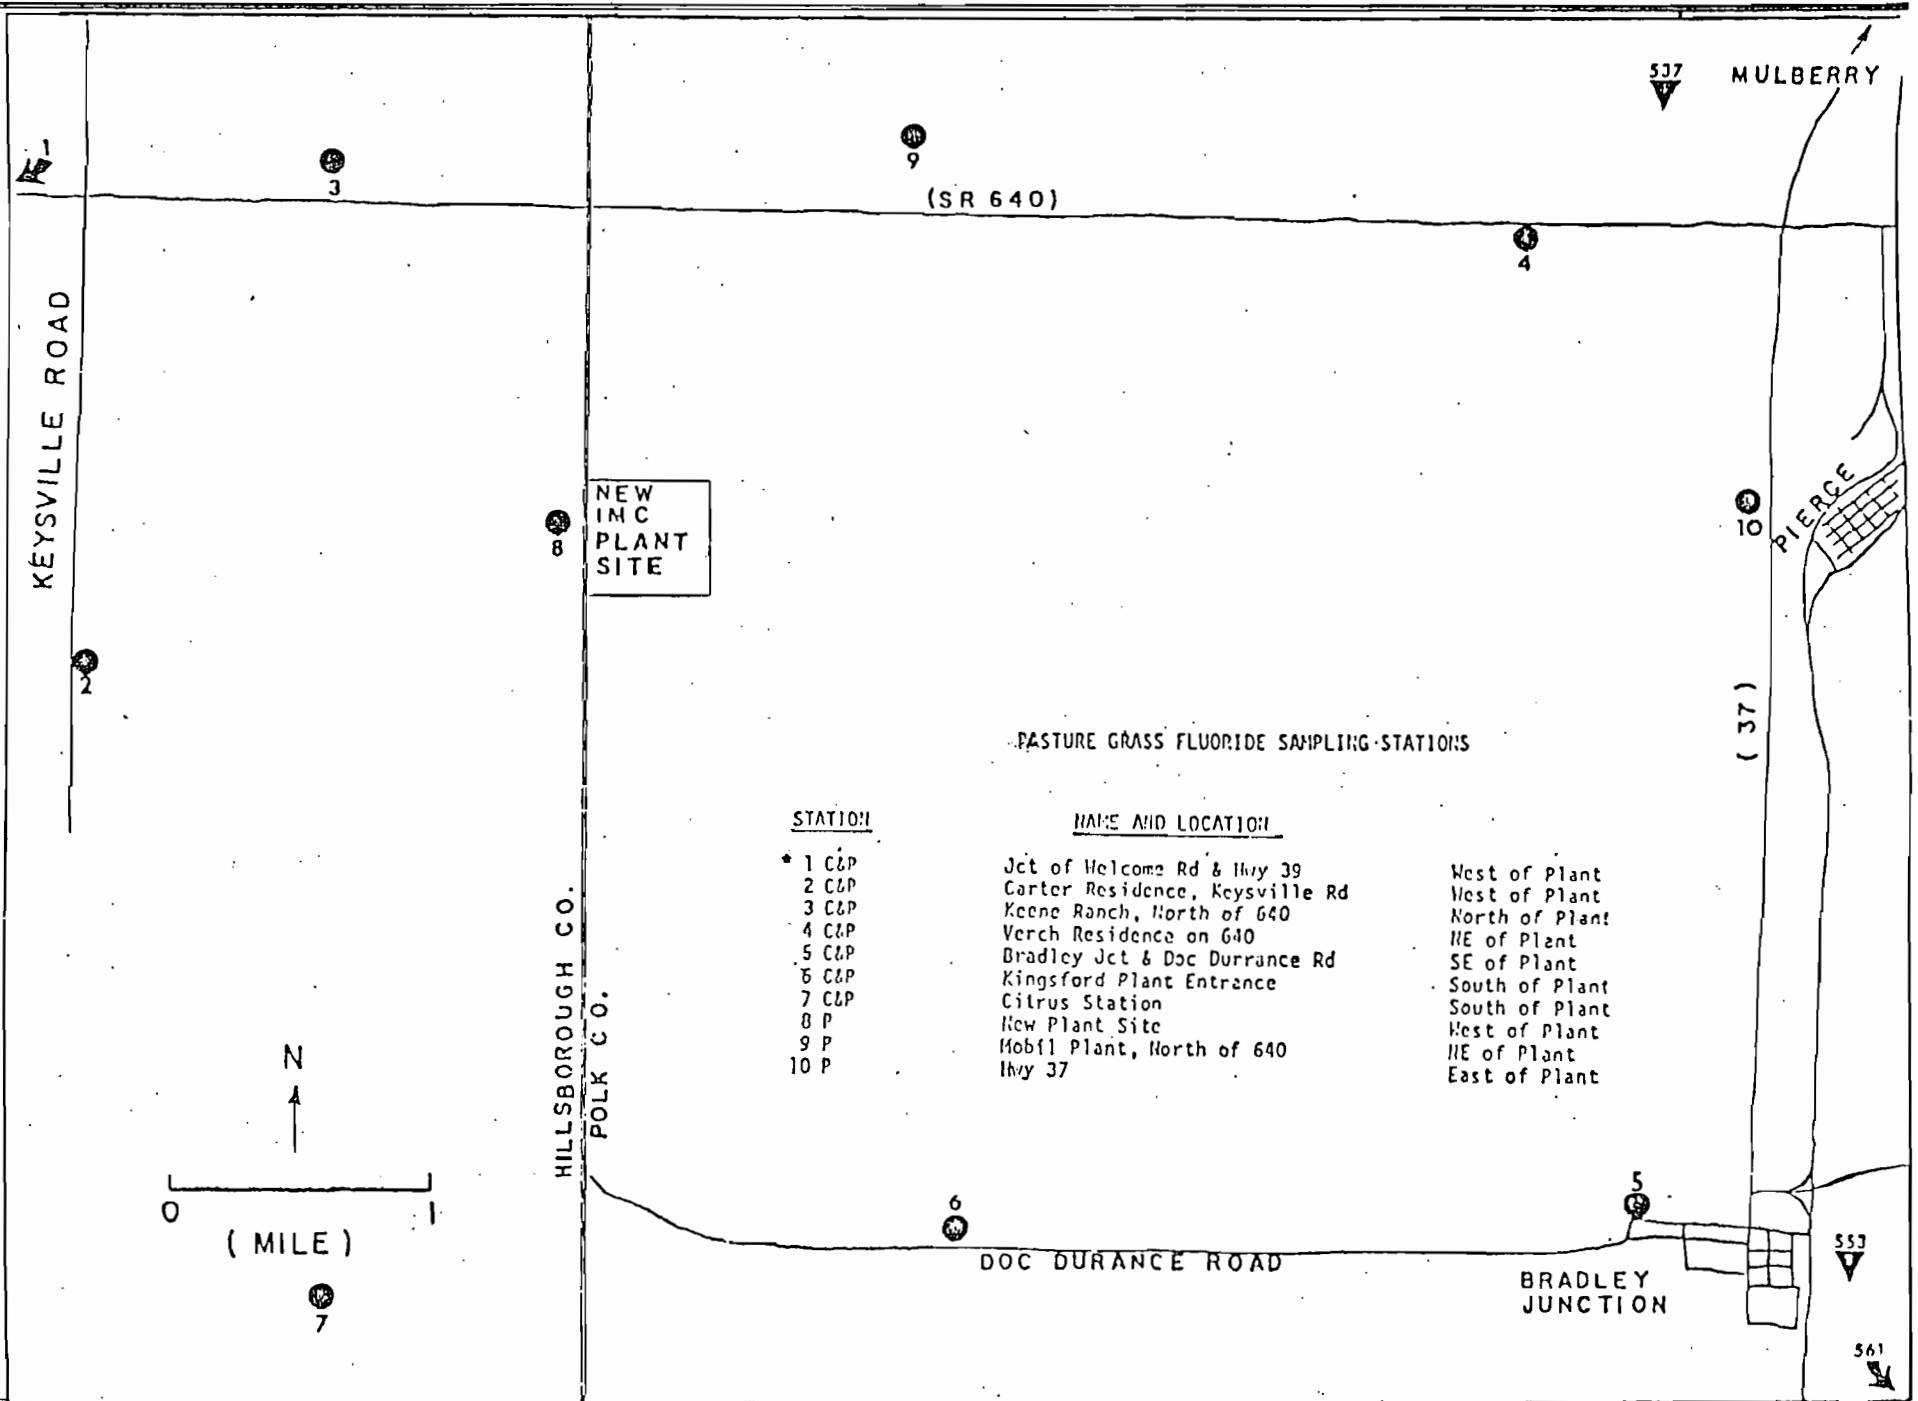 537
MULBERRY
1
3
9
(SR 640)
4
KEYSVILLE ROAD
NEW
IMC
PLANT
SITE
8
10
PIERCE
2
(37)
PASTURE GRASS FLUORIDE SAMPLING STATIONS
STATION NAME AND LOCATION
* 1 C&P Jct of Welcome Rd & Hwy 39 West of Plant
2 C&P Carter Residence, Keysville Rd West of Plant
3 C&P Keene Ranch, North of 640 North of Plant
4 C&P Verch Residence on 640 NE of Plant
5 C&P Bradley Jct & Doc Durrance Rd SE of Plant
6 C&P Kingsford Plant Entrance South of Plant
7 C&P Citrus Station South of Plant
8 P New Plant Site West of Plant
9 P Mobil Plant, North of 640 NE of Plant
10 P Hwy 37 East of Plant
HILLSBOROUGH CO.
POLK CO.
N
0 1
(MILE)
7
6
5
DOC DURANCE ROAD
BRADLEY
JUNCTION
553
561